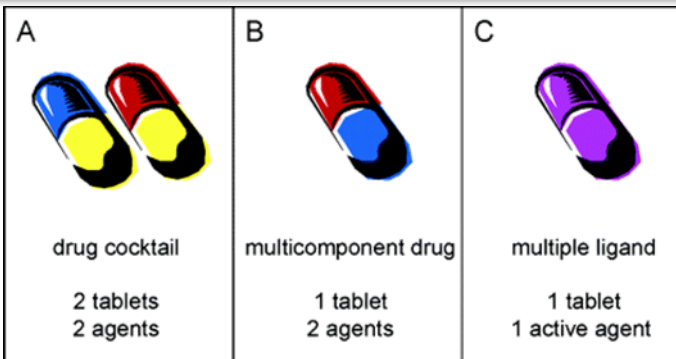 A
B
C
drug cocktail
multicomponent drug
multiple ligand
2 tablets
1 tablet
1 tablet
2 agents
2 agents
1 active agent